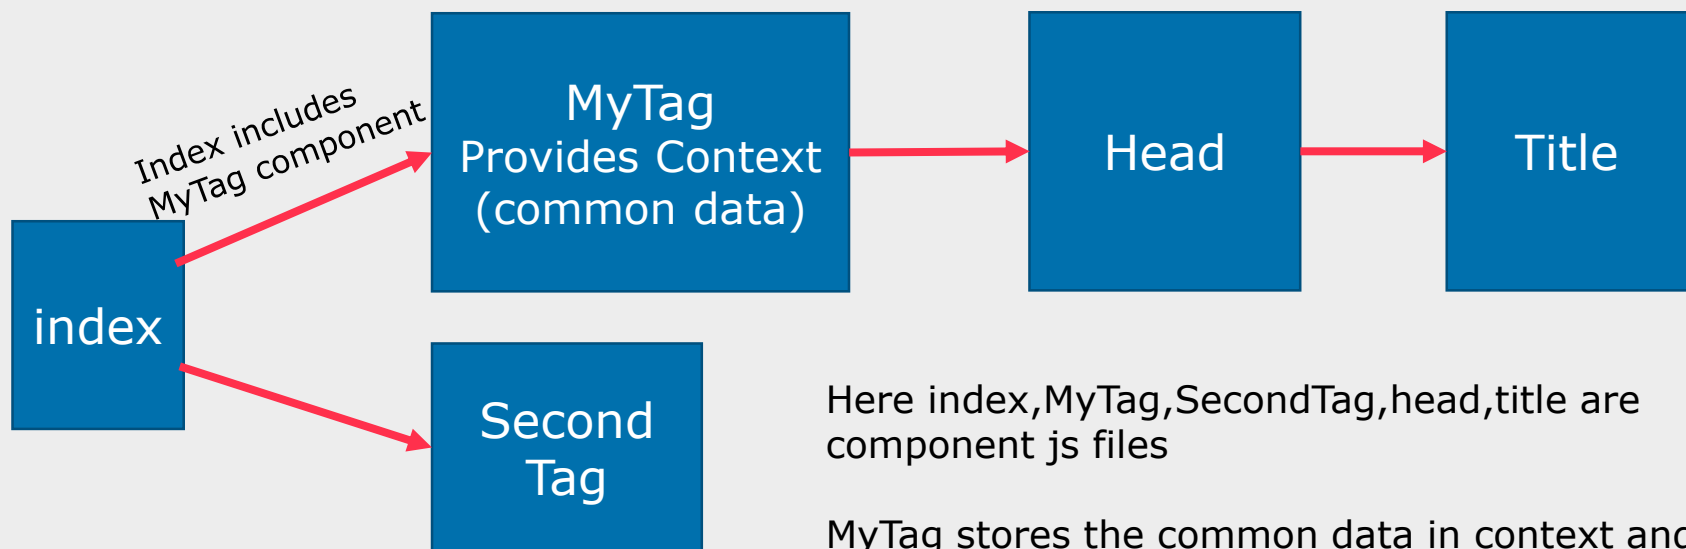 Index includes
MyTag component
MyTag
Provides Context
(common data)
Head
Title
index
Second
Tag
Here index,MyTag,SecondTag,head,title are
component js files
MyTag stores the common data in context and